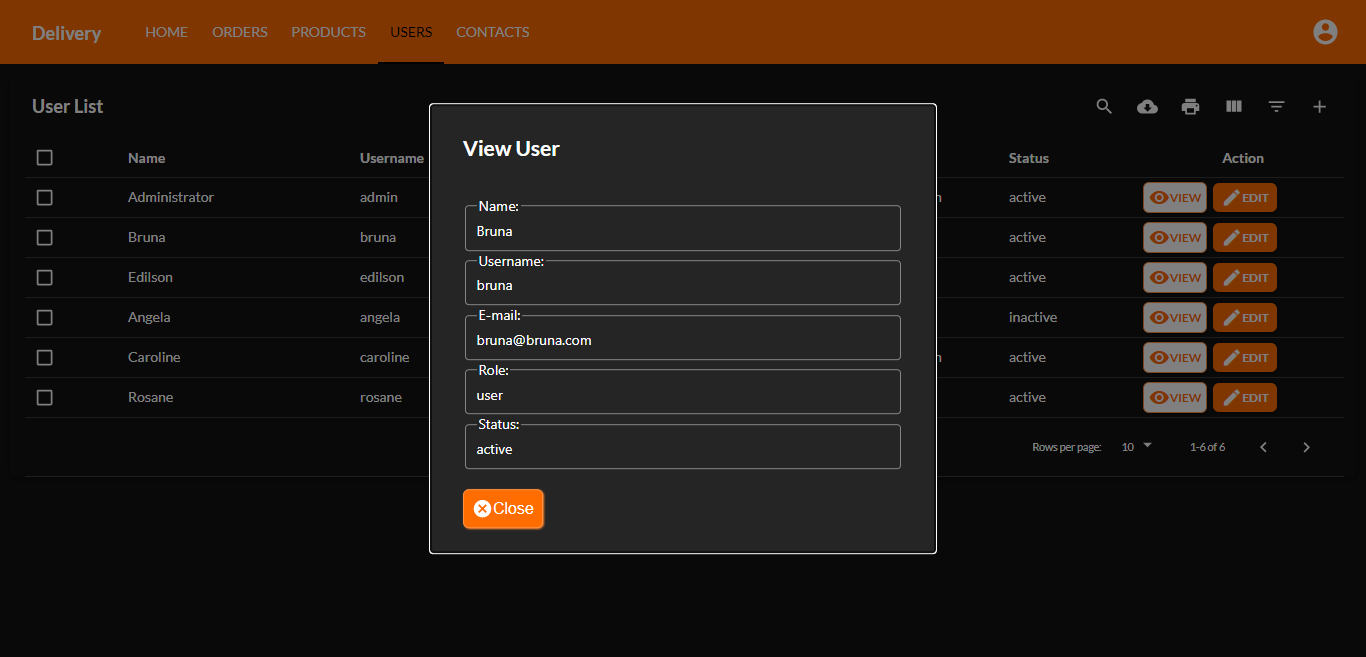 Delivery HOME ORDERS PRODUCTS USERS CONTACTS
User List
Name Username Status Action
Administrator admin m active VIEW EDIT
Bruna bruna active VIEW EDIT
Edilson edilson active VIEW EDIT
Angela angela inactive VIEW EDIT
Caroline caroline m active VIEW EDIT
Rosane rosane active VIEW EDIT
Rows per page: 10 1-6 of 6
View User
Name:
Bruna
Username:
bruna
E-mail:
bruna@bruna.com
Role:
user
Status:
active
Close